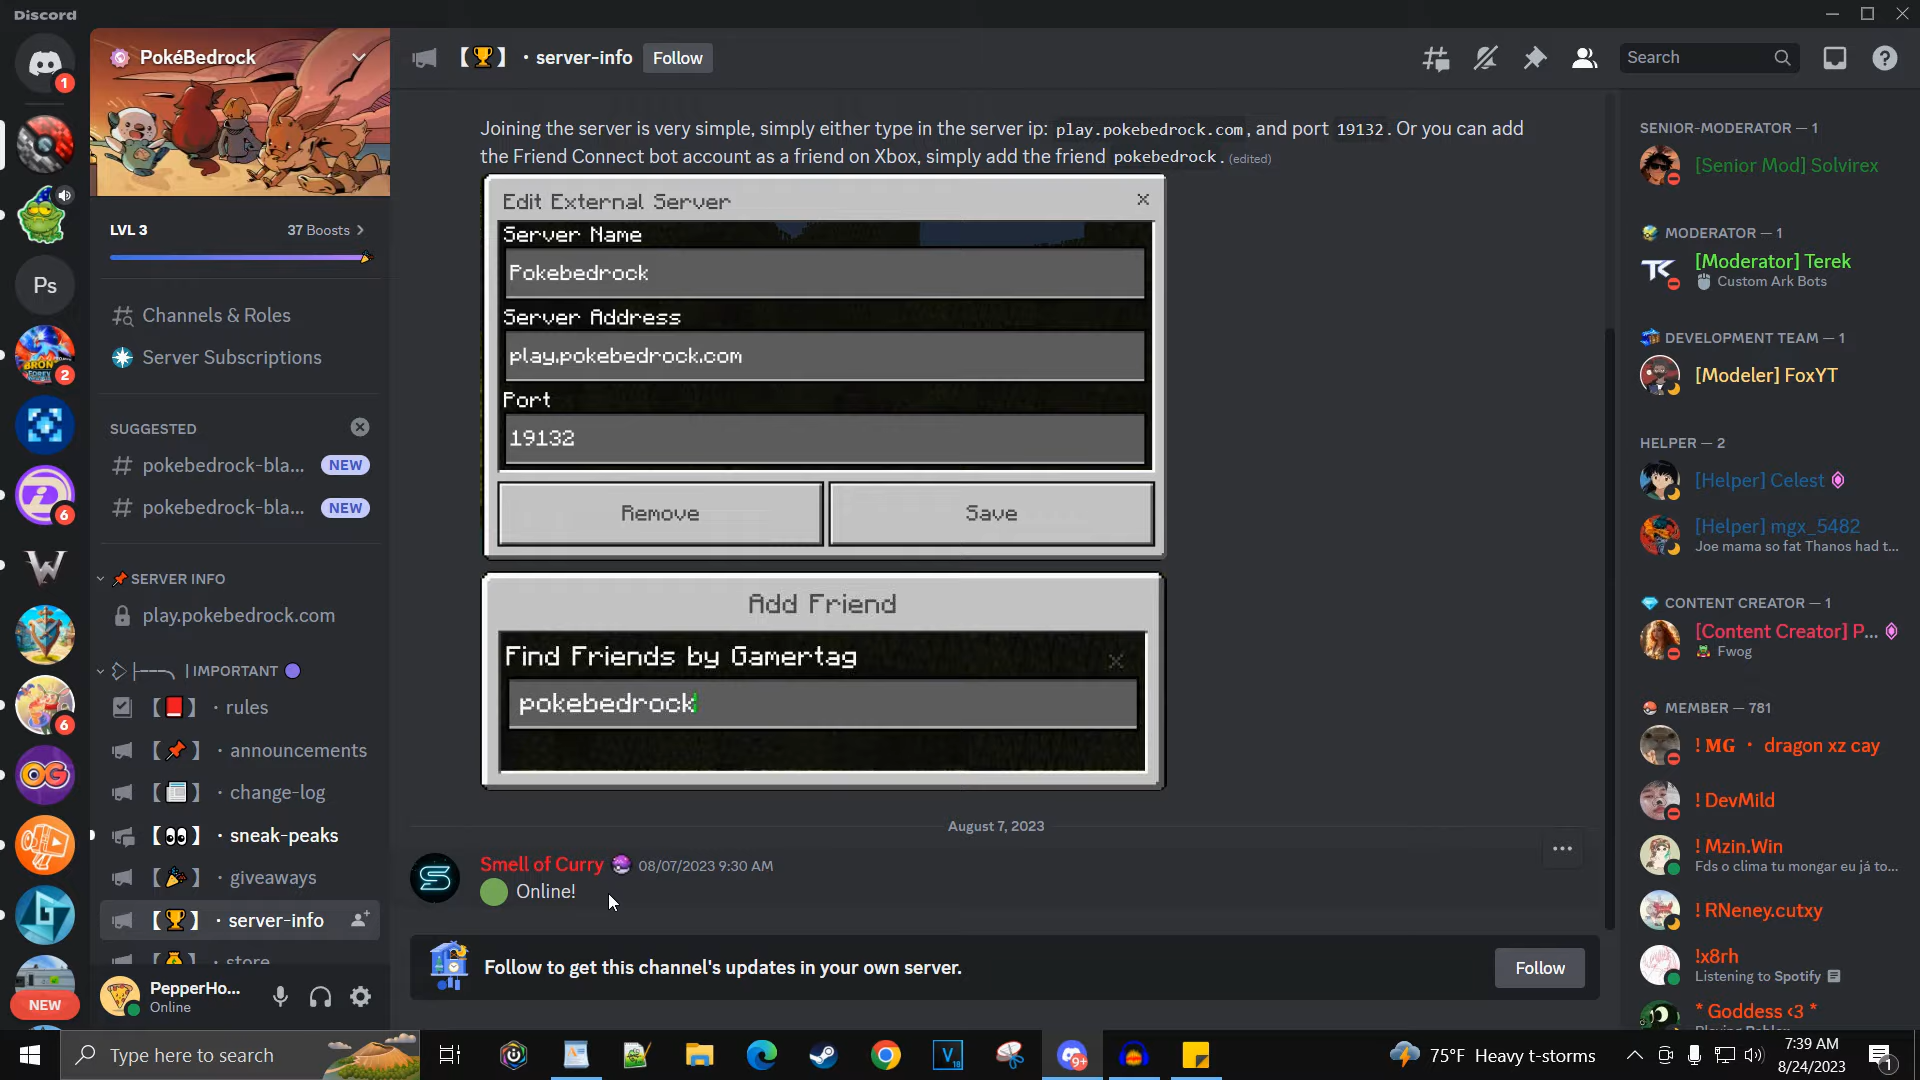 Discord
PokéBedrock
LVL 3
37 Boosts
Channels & Roles
Server Subscriptions
SUGGESTED
pokebedrock-bla... NEW
pokebedrock-bla... NEW
SERVER INFO
play.pokebedrock.com
| IMPORTANT
【 】 · rules
【 】 · announcements
【 】 · change-log
【 】 · sneak-peaks
【 】 · giveaways
【 】 · server-info
store
PepperHo...
Online
1
Ps
2
6
6
NEW
【 】 · server-info Follow
Search
Joining the server is very simple, simply either type in the server ip: play.pokebedrock.com, and port 19132. Or you can add
the Friend Connect bot account as a friend on Xbox, simply add the friend pokebedrock. (edited)
Edit External Server
Server Name
Pokebedrock
Server Address
play.pokebedrock.com
Port
19132
Remove
Save
Add Friend
Find Friends by Gamertag
pokebedrock
August 7, 2023
Smell of Curry 08/07/2023 9:30 AM
Online!
Follow to get this channel's updates in your own server.
Follow
SENIOR-MODERATOR — 1
[Senior Mod] Solvirex
MODERATOR — 1
[Moderator] Terek
Custom Ark Bots
DEVELOPMENT TEAM — 1
[Modeler] FoxYT
HELPER — 2
[Helper] Celest
[Helper] mgx_5482
Joe mama so fat Thanos had t...
CONTENT CREATOR — 1
[Content Creator] P...
Fwog
MEMBER — 781
! MG · dragon xz cay
! DevMild
! Mzin.Win
Fds o clima tu mongar eu já to...
! RNeney.cutxy
!x8rh
Listening to Spotify
* Goddess <3 *
Type here to search
9+
75°F Heavy t-storms
7:39 AM
8/24/2023
1